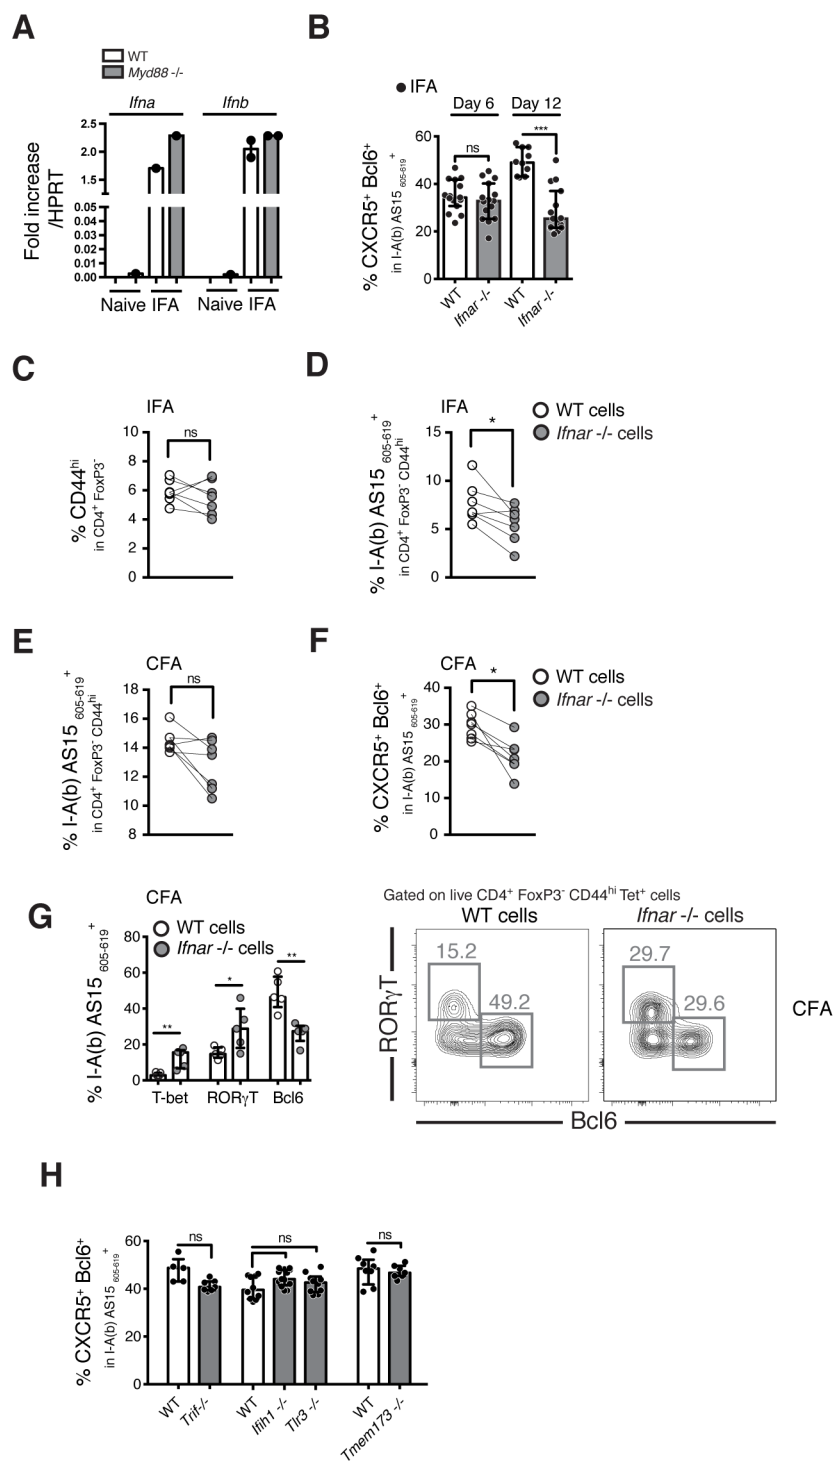 A
WT
Myd88 -/-
Ifna
Ifnb
Fold increase
/HPRT
2.5
2.0
1.5
0.05
0.04
0.03
0.02
0.01
0.00
Naive IFA
Naive IFA
B
IFA
Day 6
Day 12
ns
***
% CXCR5+ Bcl6+
in I-A(b) AS15 605-619+
60
40
20
0
WT
Ifnar -/-
WT
Ifnar -/-
C
IFA
ns
% CD44hi
in CD4+ FoxP3-
10
8
6
4
2
0
D
IFA
*
WT cells
Ifnar -/- cells
% I-A(b) AS15 605-619+
in CD4+ FoxP3- CD44hi
15
10
5
0
E
CFA
ns
% I-A(b) AS15 605-619+
in CD4+ FoxP3- CD44hi
18
16
14
12
10
8
F
CFA
*
WT cells
Ifnar -/- cells
% CXCR5+ Bcl6+
in I-A(b) AS15 605-619+
40
30
20
10
0
G
CFA
WT cells
Ifnar -/- cells
% I-A(b) AS15 605-619+
80
60
40
20
0
**
*
**
T-bet
RORγT
Bcl6
Gated on live CD4+ FoxP3- CD44hi Tet+ cells
WT cells
Ifnar -/- cells
15.2
49.2
29.7
29.6
RORγT
Bcl6
CFA
H
% CXCR5+ Bcl6+
in I-A(b) AS15 605-619+
60
40
20
0
ns
ns
ns
WT
Trif-/-
WT
Ifih1 -/-
Tlr3 -/-
WT
Tmem173 -/-